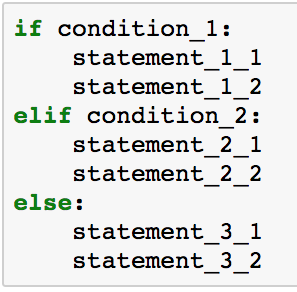 if condition_1:
    statement_1_1
    statement_1_2
elif condition_2:
    statement_2_1
    statement_2_2
else:
    statement_3_1
    statement_3_2